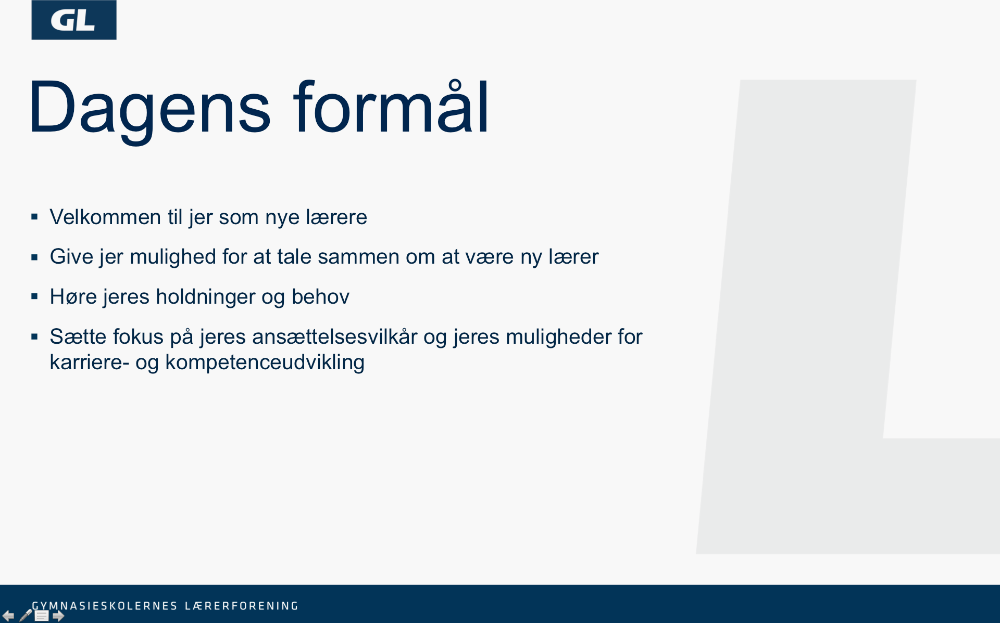 GL
Dagens formål
▪ Velkommen til jer som nye lærere
▪ Give jer mulighed for at tale sammen om at være ny lærer
▪ Høre jeres holdninger og behov
▪ Sætte fokus på jeres ansættelsesvilkår og jeres muligheder for
karriere- og kompetenceudvikling
GYMNASIESKOLERNES LÆRERFORENING